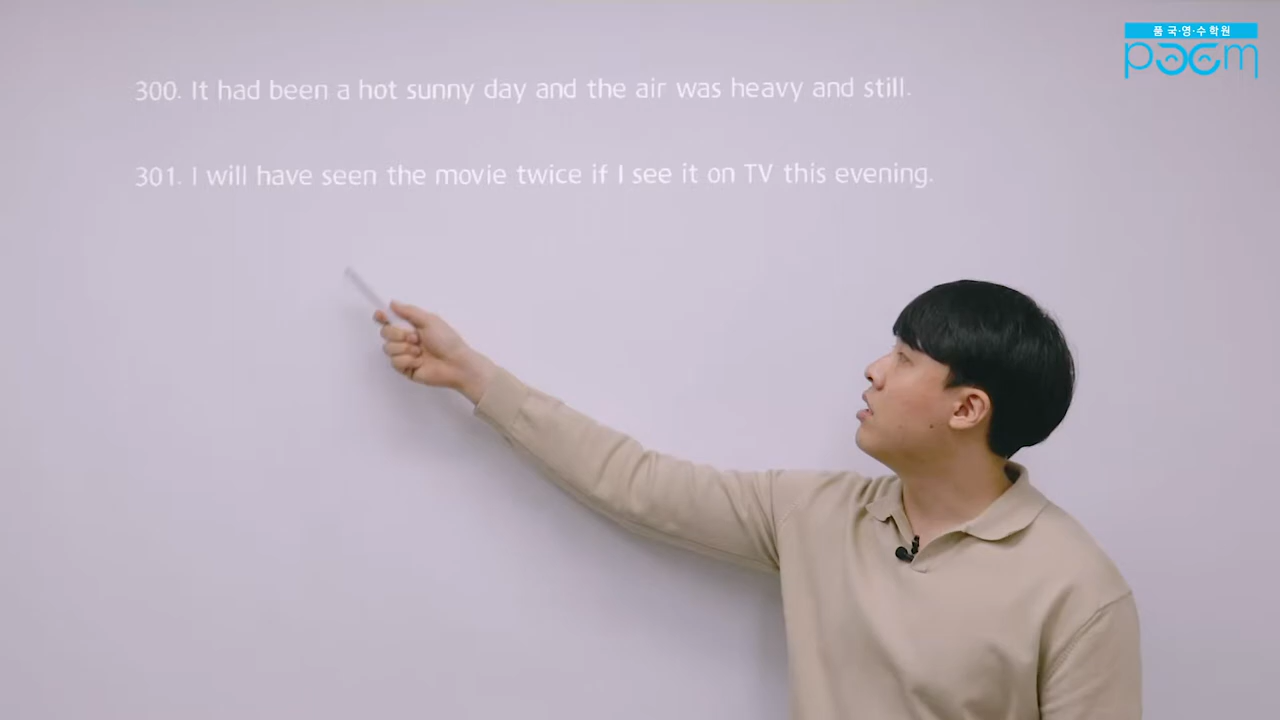 품 국·영·수 학원
poem
300. It had been a hot sunny day and the air was heavy and still.
301. I will have seen the movie twice if I see it on TV this evening.